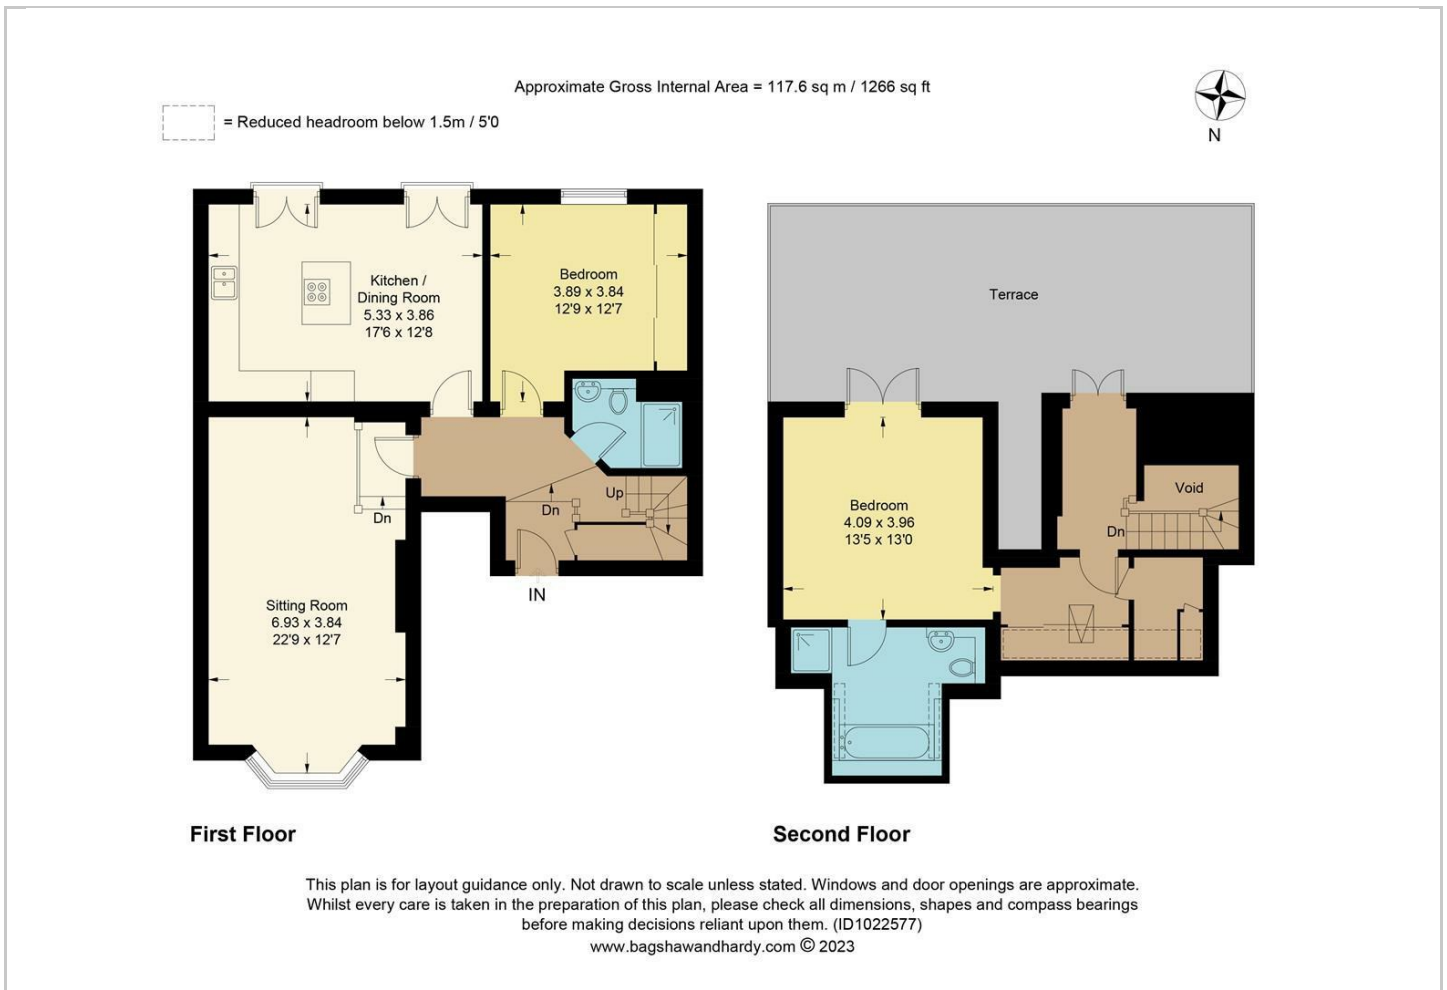 Approximate Gross Internal Area = 117.6 sq m / 1266 sq ft
= Reduced headroom below 1.5m / 5'0
N
Kitchen /
Dining Room
5.33 x 3.86
17'6 x 12'8
Bedroom
3.89 x 3.84
12'9 x 12'7
Dn
Up
Dn
IN
Sitting Room
6.93 x 3.84
22'9 x 12'7
First Floor
Terrace
Bedroom
4.09 x 3.96
13'5 x 13'0
Void
Dn
Second Floor
This plan is for layout guidance only. Not drawn to scale unless stated. Windows and door openings are approximate.
Whilst every care is taken in the preparation of this plan, please check all dimensions, shapes and compass bearings
before making decisions reliant upon them. (ID1022577)
www.bagshawandhardy.com © 2023